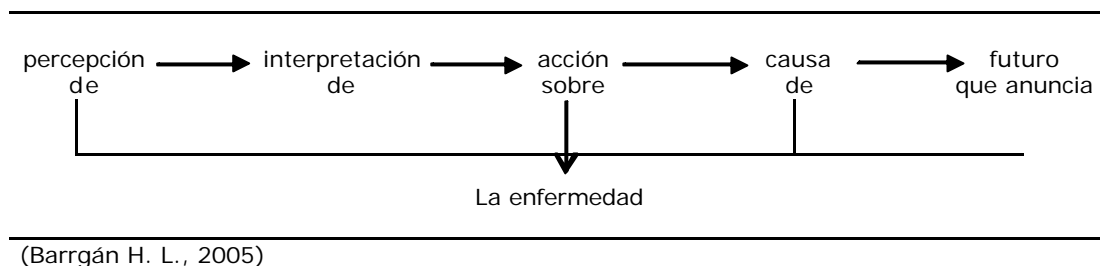 percepción interpretación acción causa futuro
de de sobre de que anuncia
La enfermedad
(Barrgán H. L., 2005)